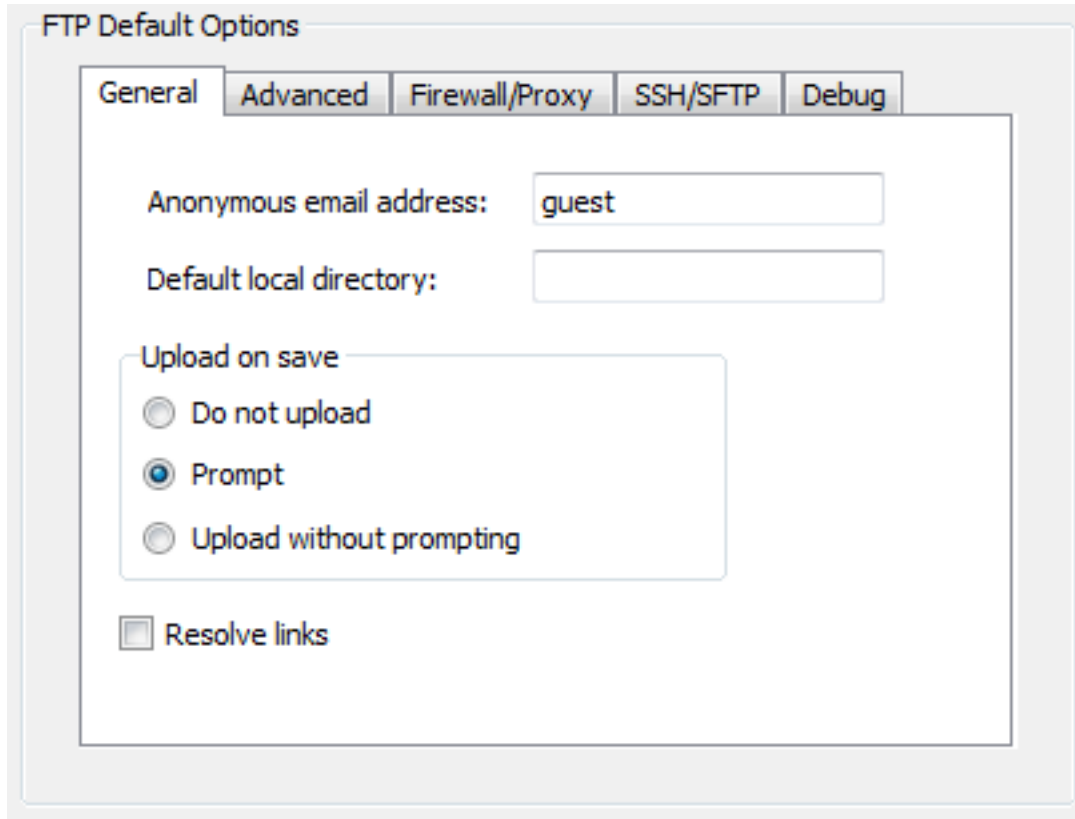 FTP Default Options
General Advanced Firewall/Proxy SSH/SFTP Debug
Anonymous email address: guest
Default local directory:
Upload on save
Do not upload
Prompt
Upload without prompting
Resolve links